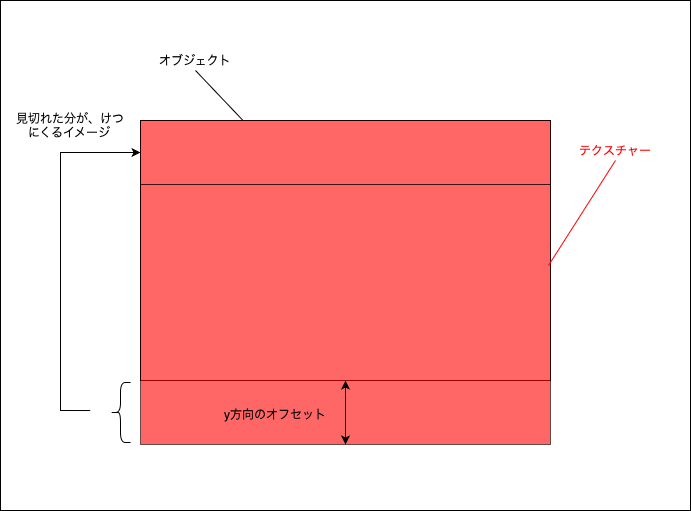 オブジェクト
見切れた分が、けつ
にくるイメージ
テクスチャー
y方向のオフセット